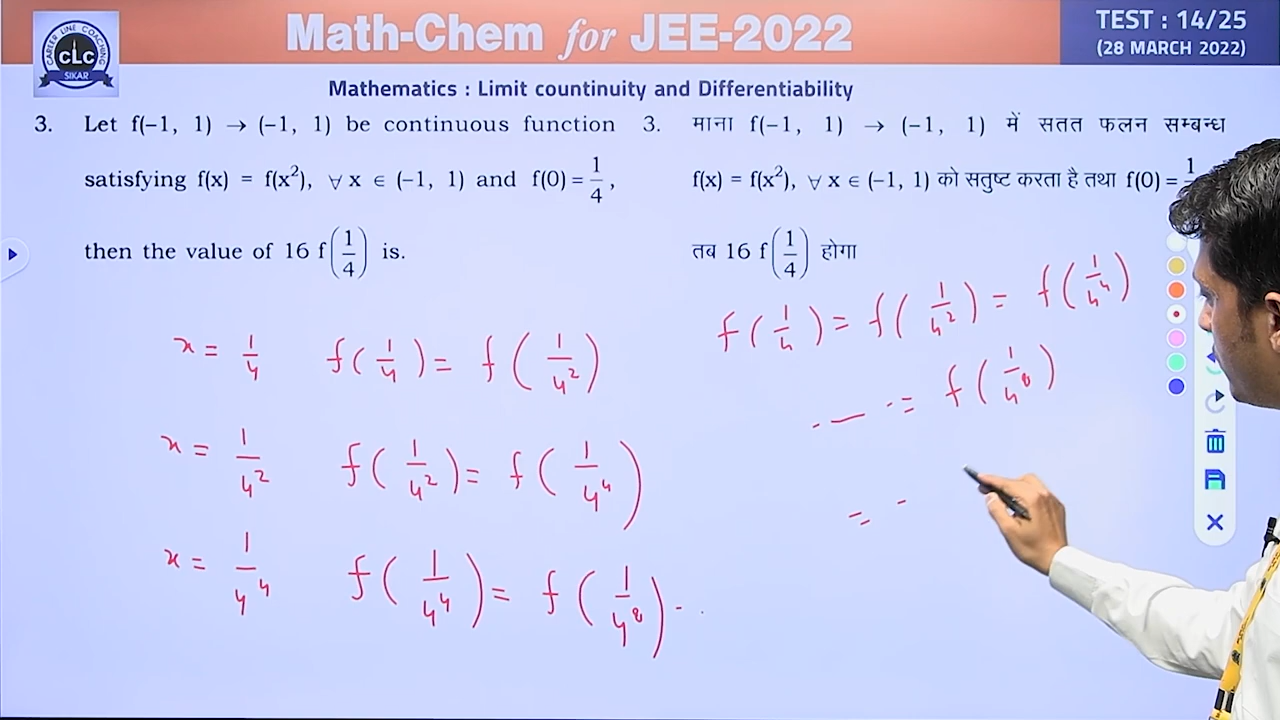 Math-Chem for JEE-2022
TEST : 14/25
(28 MARCH 2022)
CAREER LINE COACHING
CLC
SIKAR
Mathematics : Limit countinuity and Differentiability
3. Let f(−1, 1) → (−1, 1) be continuous function
satisfying f(x) = f(x²), ∀ x ∈ (−1, 1) and f(0) = 1/4,
then the value of 16 f(1/4) is.
3. माना f(−1, 1) → (−1, 1) में सतत फलन सम्बन्ध
f(x) = f(x²), ∀ x ∈ (−1, 1) को सतुष्ट करता है तथा f(0) = 1
तब 16 f(1/4) होगा
x = 1/4 f(1/4) = f(1/4²)
x = 1/4² f(1/4²) = f(1/4⁴)
x = 1/4⁴ f(1/4⁴) = f(1/4⁸) - .
f(1/4) = f(1/4²) = f(1/4⁴)
. — . = f(1/4⁸)
= -